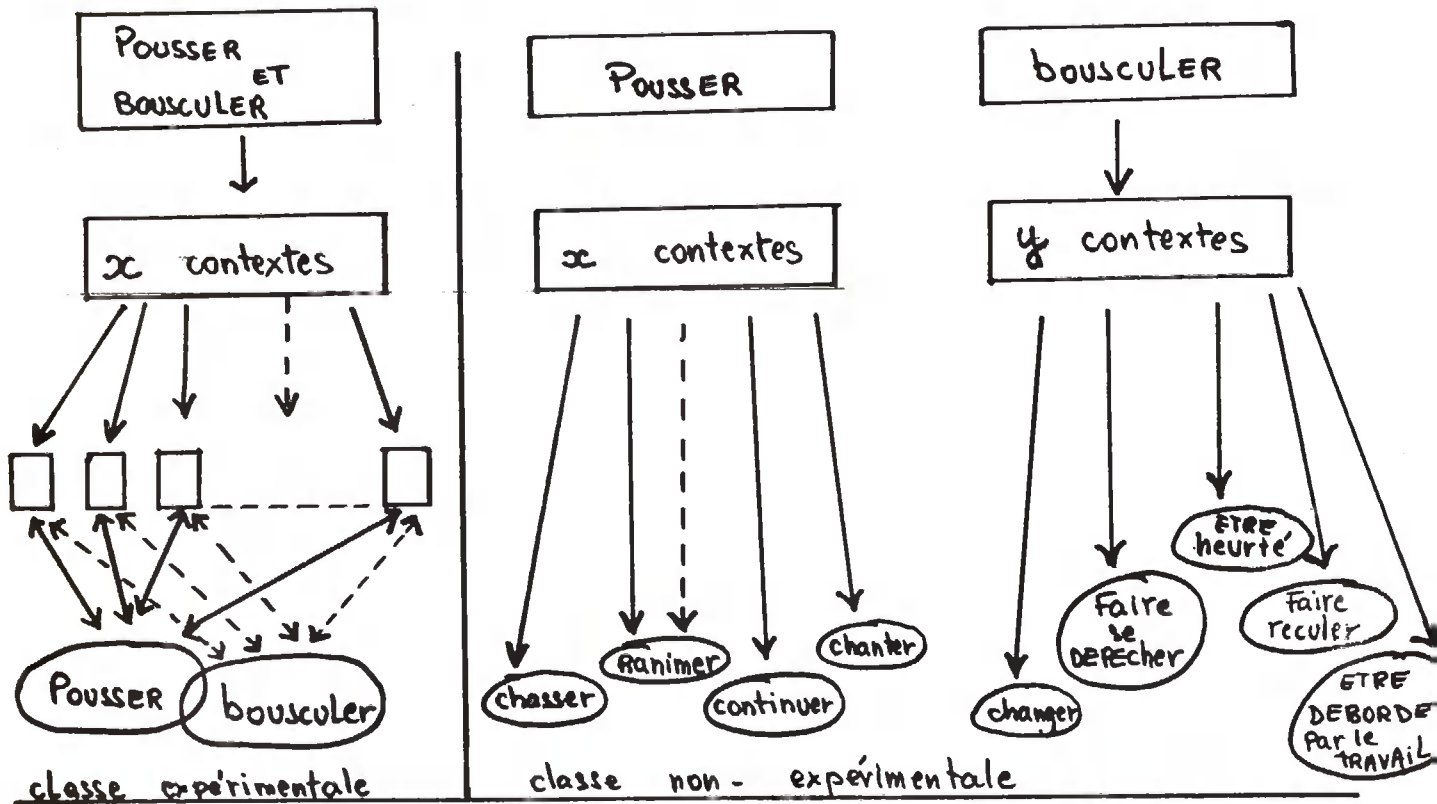 POUSSER
ET
BOUSCULER
x contextes
POUSSER
bousculer
classe expérimentale
POUSSER
x contextes
chasser
Ranimer
continuer
chanter
bousculer
y contextes
changer
Faire
se
DEPECHER
ETRE
heurté
Faire
reculer
ETRE
DEBORDE
Par le
TRAVAIL
classe non-expérimentale